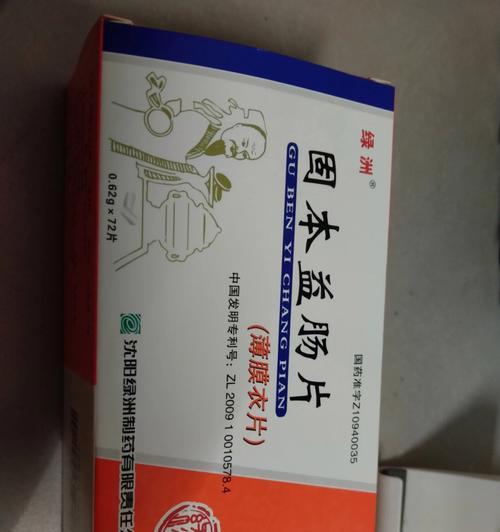 绿洲®
固本益肠片
GU BEN YI CHANG PIAN
(薄膜衣片)
国药准字Z10940035
中国发明专利号：ZL 2009 1 0010578.4
0.62g×72片
沈阳绿洲制药有限责任